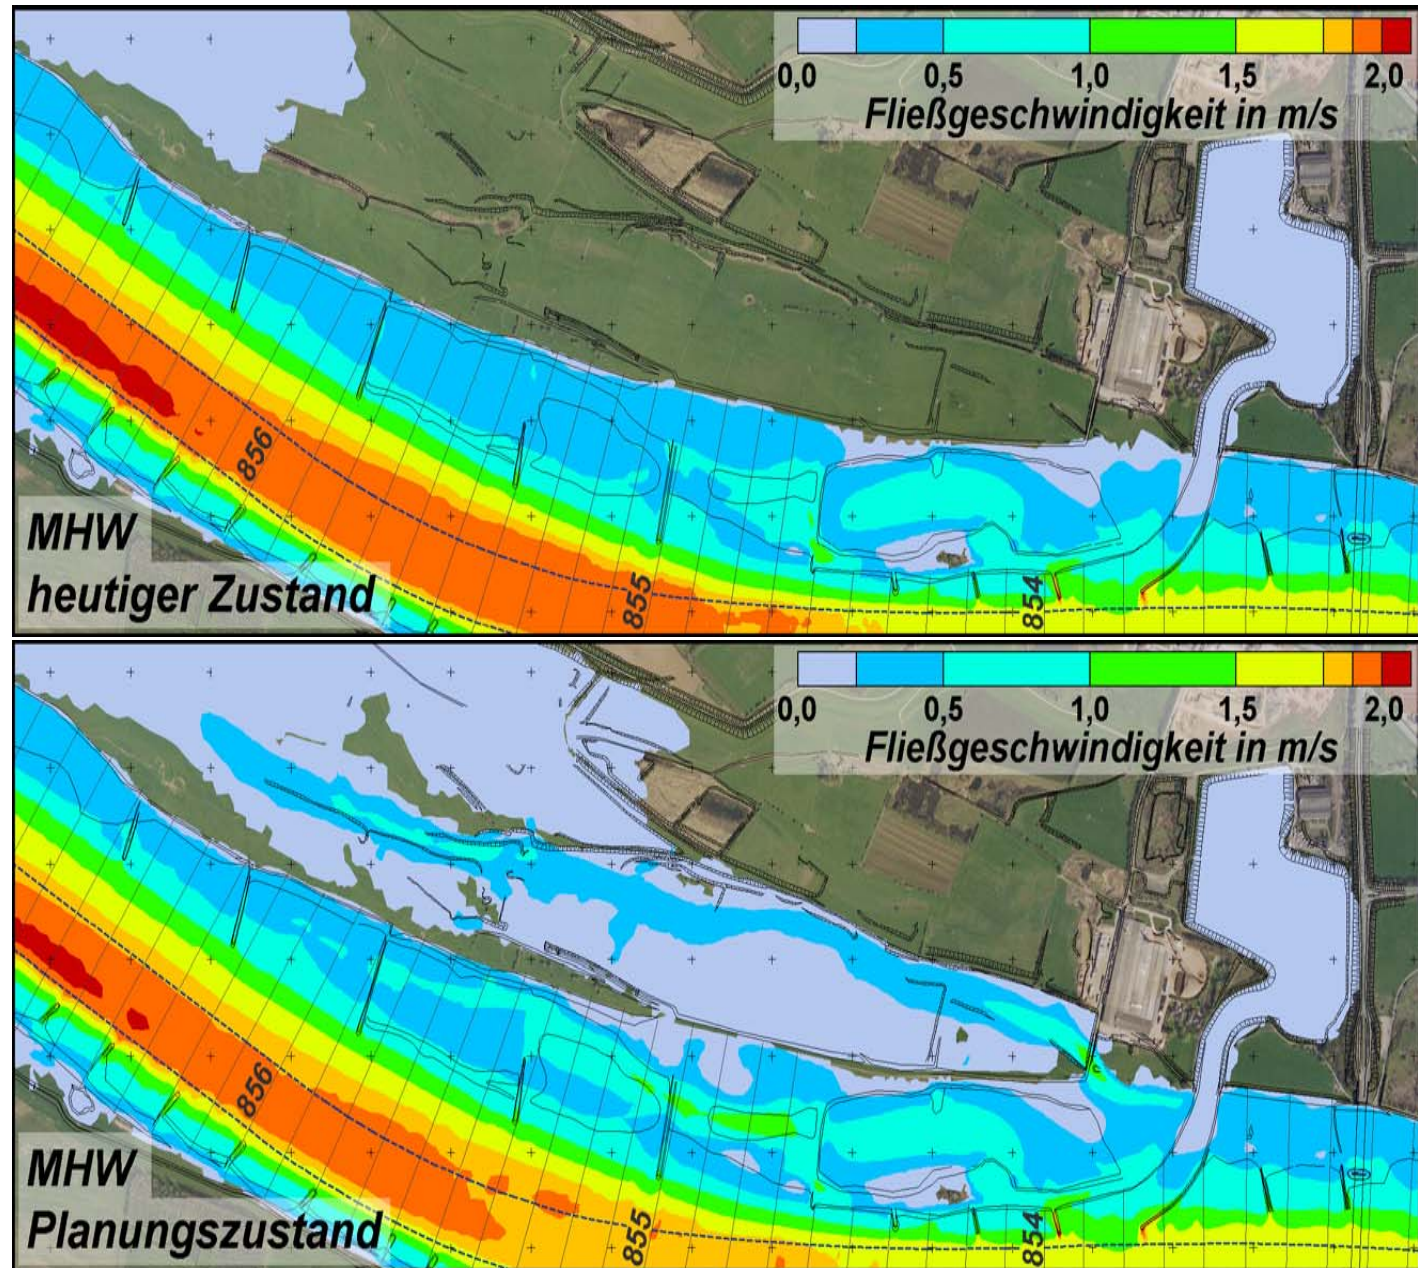 0,0 0,5 1,0 1,5 2,0
Fließgeschwindigkeit in m/s
856
855
854
MHW
heutiger Zustand
0,0 0,5 1,0 1,5 2,0
Fließgeschwindigkeit in m/s
856
855
854
MHW
Planungszustand